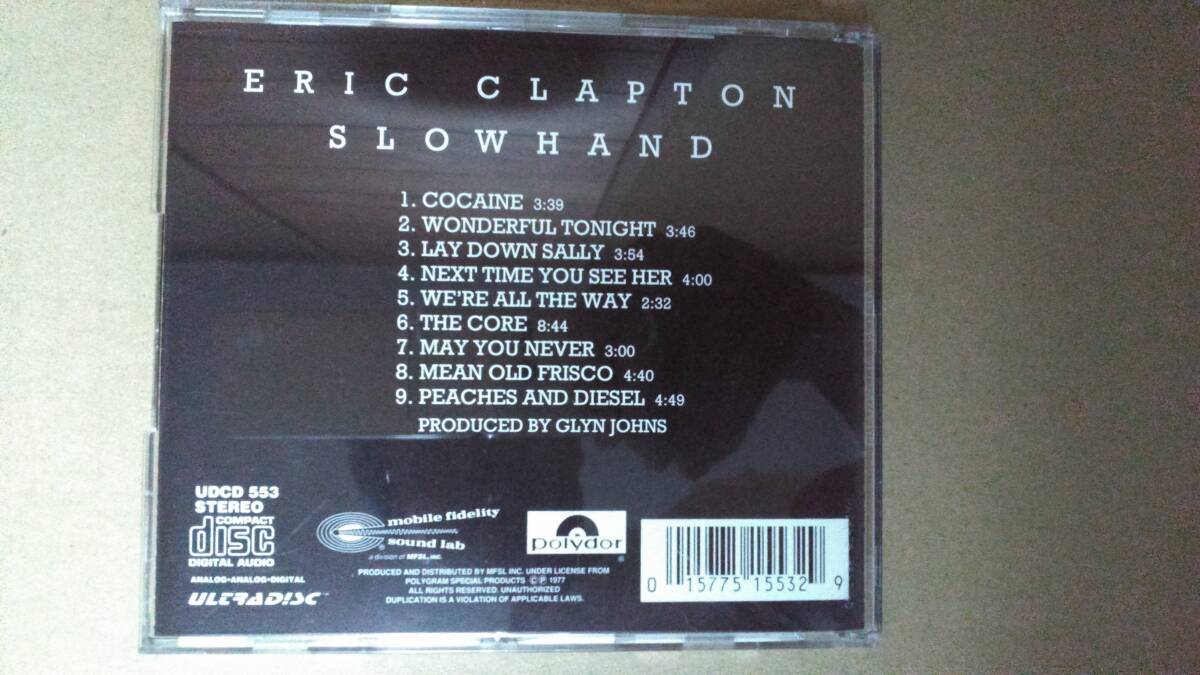 ERIC CLAPTON
SLOWHAND
1. COCAINE 3:39
2. WONDERFUL TONIGHT 3:46
3. LAY DOWN SALLY 3:54
4. NEXT TIME YOU SEE HER 4:00
5. WE'RE ALL THE WAY 2:32
6. THE CORE 8:44
7. MAY YOU NEVER 3:00
8. MEAN OLD FRISCO 4:40
9. PEACHES AND DIESEL 4:49
PRODUCED BY GLYN JOHNS
UDCD 553
STEREO
COMPACT
disc
DIGITAL AUDIO
ANALOG-ANALOG-DIGITAL
ULTRADISC™
mobile fidelity
sound lab
a division of MFSL, INC.
PRODUCED AND DISTRIBUTED BY MFSL INC. UNDER LICENSE FROM
POLYGRAM SPECIAL PRODUCTS Ⓒ Ⓟ 1977
ALL RIGHTS RESERVED. UNAUTHORIZED
DUPLICATION IS A VIOLATION OF APPLICABLE LAWS.
polydor®
0 15775 15532 9